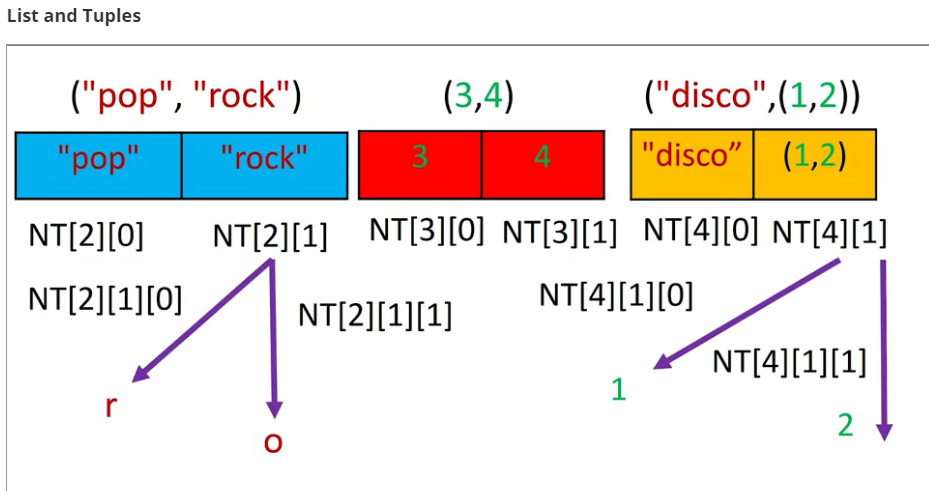 List and Tuples
("pop", "rock") (3,4) ("disco",(1,2))
"pop" "rock" 3 4 "disco” (1,2)
NT[2][0] NT[2][1] NT[3][0] NT[3][1] NT[4][0] NT[4][1]
NT[2][1][0] NT[2][1][1] NT[4][1][0]
NT[4][1][1]
r 1
o 2